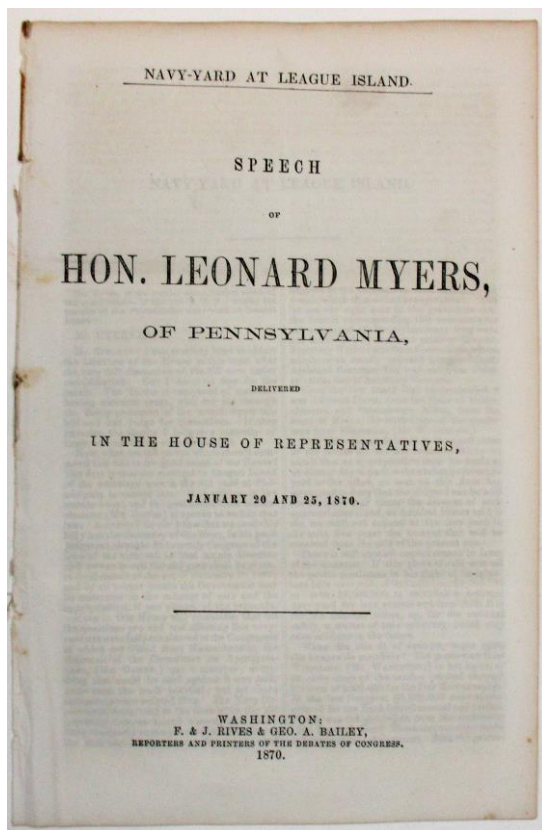 NAVY-YARD AT LEAGUE ISLAND.
SPEECH
OF
HON. LEONARD MYERS,
OF PENNSYLVANIA,
DELIVERED
IN THE HOUSE OF REPRESENTATIVES,
JANUARY 20 AND 25, 1870.
WASHINGTON:
F. & J. RIVES & GEO. A. BAILEY,
REPORTERS AND PRINTERS OF THE DEBATES OF CONGRESS.
1870.